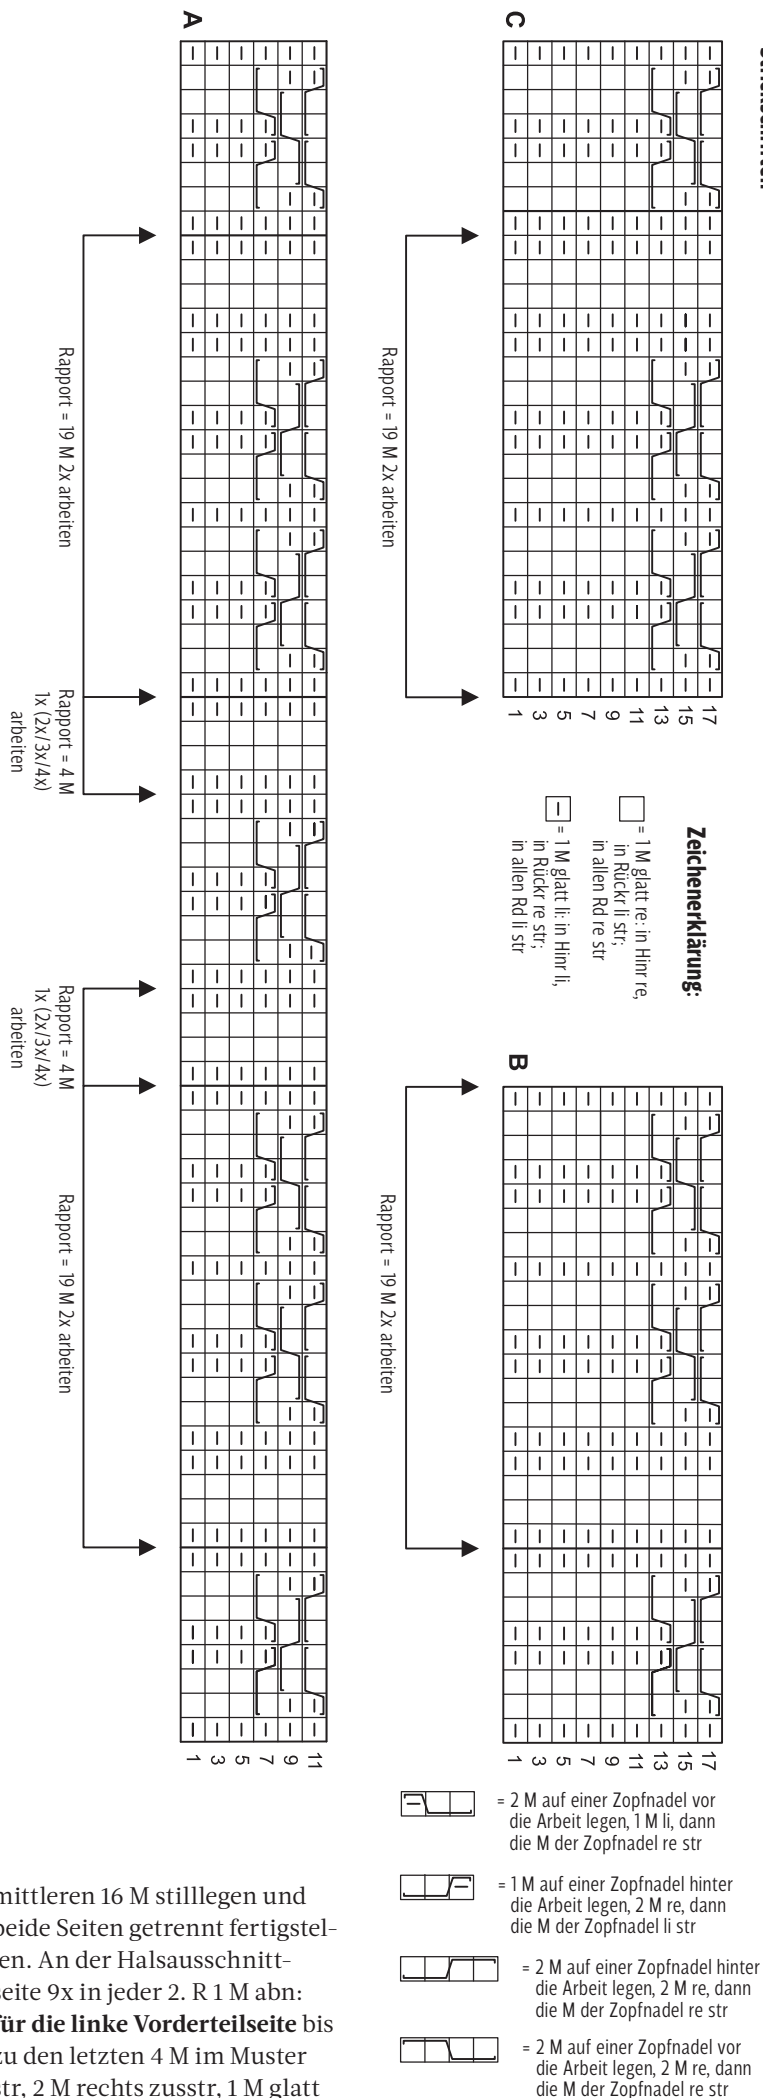 A
Rapport = 19 M 2x arbeiten
Rapport = 4 M
1x (2x/3x/4x)
arbeiten
Rapport = 4 M
1x (2x/3x/4x)
arbeiten
Rapport = 19 M 2x arbeiten
1
3
5
7
9
11
C
Rapport = 19 M 2x arbeiten
1
3
5
7
9
11
13
15
17
Zeichenerklärung:
= 1 M glatt re: in Hinr re,
in Rückr li str;
in allen Rd re str
= 1 M glatt li: in Hinr li,
in Rückr re str;
in allen Rd li str
B
Rapport = 19 M 2x arbeiten
1
3
5
7
9
11
13
15
17
= 2 M auf einer Zopfnadel vor
die Arbeit legen, 1 M li, dann
die M der Zopfnadel re str
= 1 M auf einer Zopfnadel hinter
die Arbeit legen, 2 M re, dann
die M der Zopfnadel li str
= 2 M auf einer Zopfnadel hinter
die Arbeit legen, 2 M re, dann
die M der Zopfnadel re str
= 2 M auf einer Zopfnadel vor
die Arbeit legen, 2 M re, dann
die M der Zopfnadel re str
mittleren 16 M stilllegen und
beide Seiten getrennt fertigstel-
en. An der Halsausschnitt-
seite 9x in jeder 2. R 1 M abn:
für die linke Vorderteilseite bis
zu den letzten 4 M im Muster
str, 2 M rechts zusstr, 1 M glatt